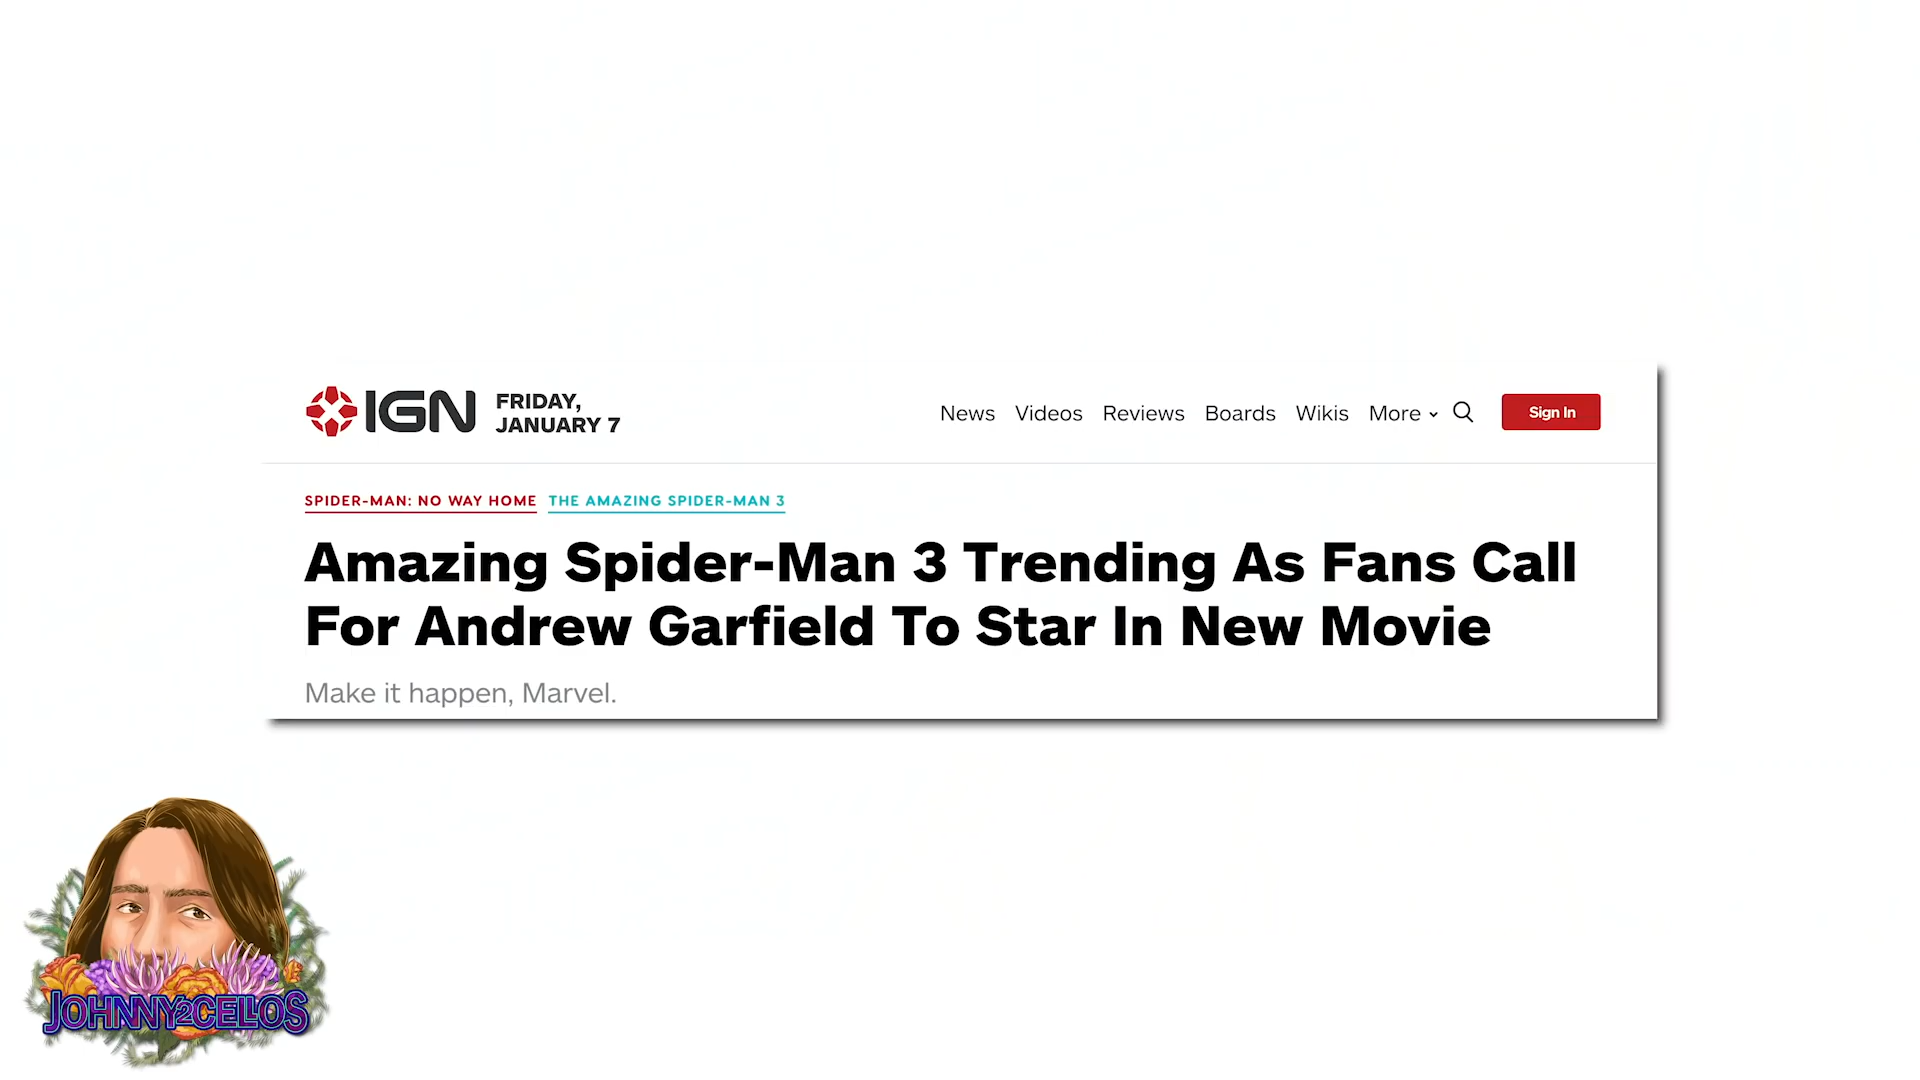 IGN
FRIDAY,
JANUARY 7
News Videos Reviews Boards Wikis More Sign In
SPIDER-MAN: NO WAY HOME THE AMAZING SPIDER-MAN 3
Amazing Spider-Man 3 Trending As Fans Call
For Andrew Garfield To Star In New Movie
Make it happen, Marvel.
JOHNNY2CELLOS